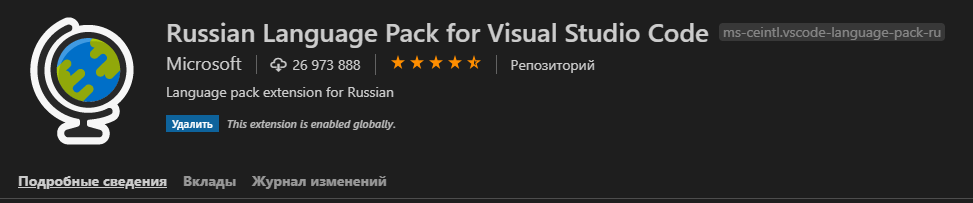 Russian Language Pack for Visual Studio Code ms-ceintl.vscode-language-pack-ru
Microsoft 26 973 888 Репозиторий
Language pack extension for Russian
Удалить This extension is enabled globally.
Подробные сведения Вклады Журнал изменений